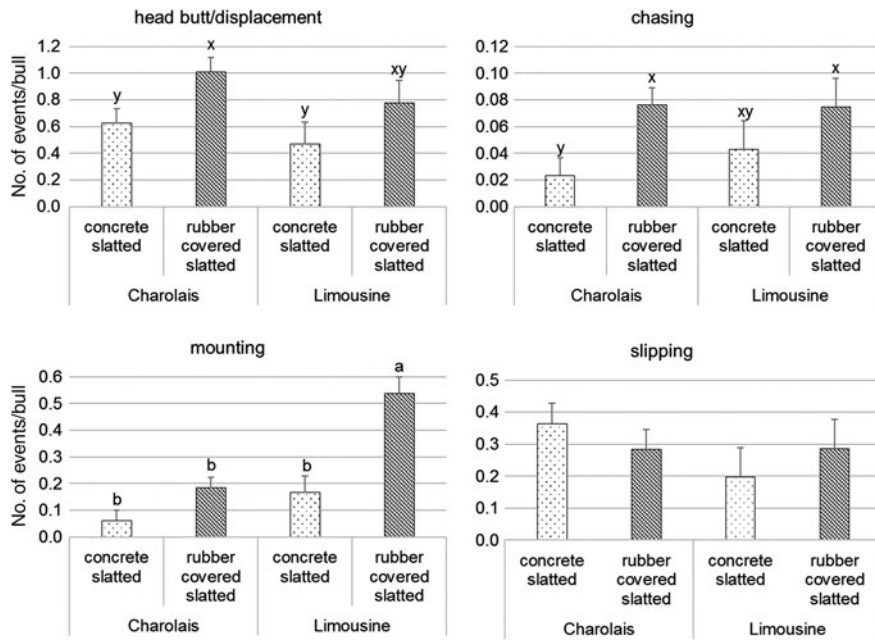 head butt/displacement
No. of events/bull
1.2
1.0
0.8
0.6
0.4
0.2
0.0
y
x
y
xy
concrete slatted
rubber covered slatted
concrete slatted
rubber covered slatted
Charolais
Limousine
chasing
0.12
0.10
0.08
0.06
0.04
0.02
0.00
y
x
xy
x
concrete slatted
rubber covered slatted
concrete slatted
rubber covered slatted
Charolais
Limousine
mounting
No. of events/bull
0.6
0.5
0.4
0.3
0.2
0.1
0.0
b
b
b
a
concrete slatted
rubber covered slatted
concrete slatted
rubber covered slatted
Charolais
Limousine
slipping
0.5
0.4
0.3
0.2
0.1
0.0
concrete slatted
rubber covered slatted
concrete slatted
rubber covered slatted
Charolais
Limousine